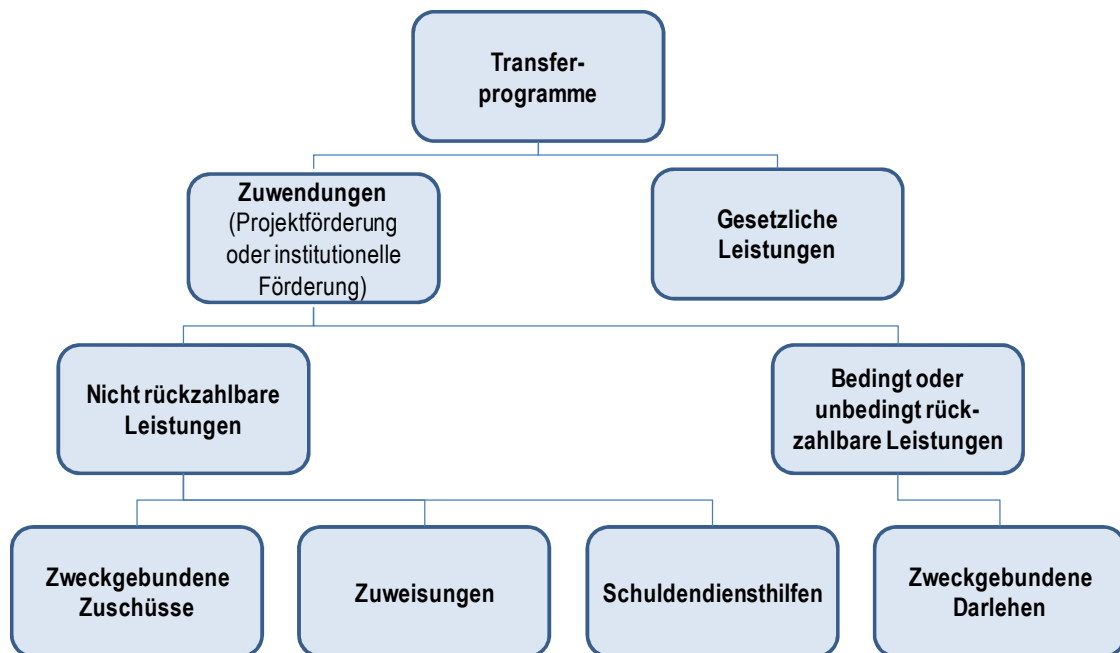 Transfer-
programme
Zuwendungen
(Projektförderung
oder institutionelle
Förderung)
Gesetzliche
Leistungen
Nicht rückzahlbare
Leistungen
Bedingt oder
unbedingt rück-
zahlbare Leistungen
Zweckgebundene
Zuschüsse
Zuweisungen
Schuldendiensthilfen
Zweckgebundene
Darlehen